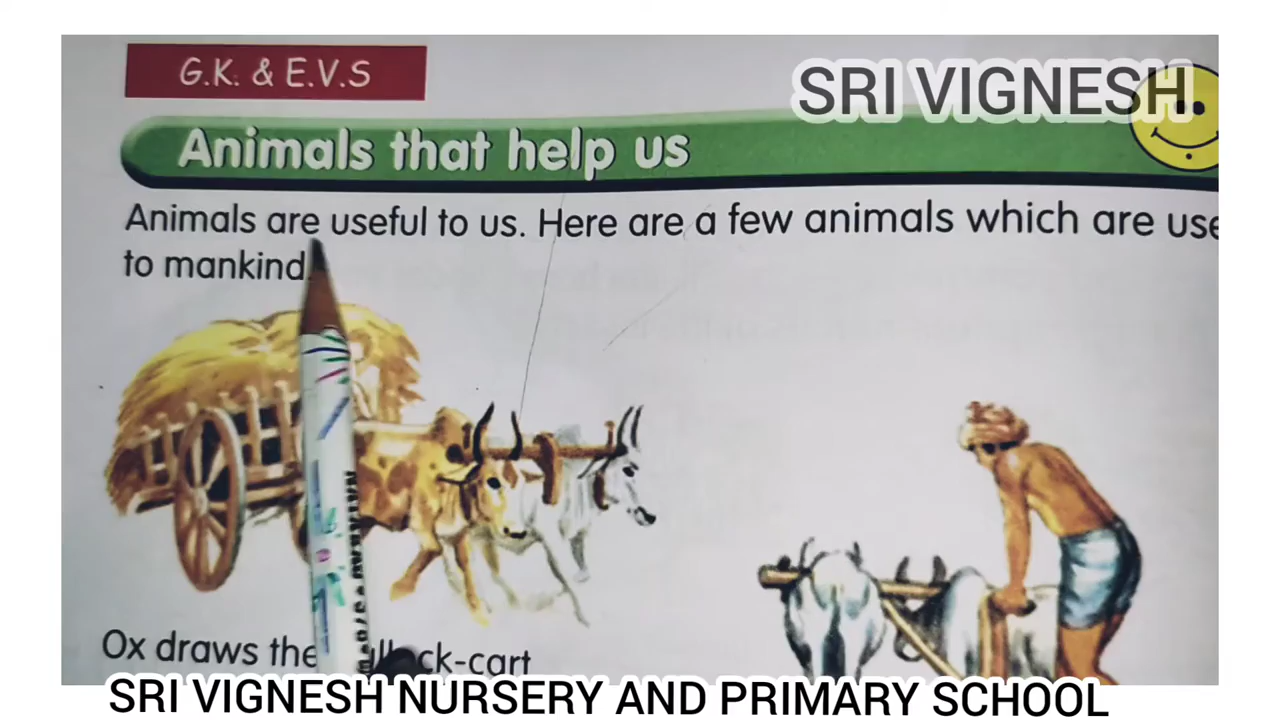 G.K. & E.V.S
SRI VIGNESH
Animals that help us
Animals are useful to us. Here are a few animals which are use
to mankind
Ox draws the ck-cart
SRI VIGNESH NURSERY AND PRIMARY SCHOOL